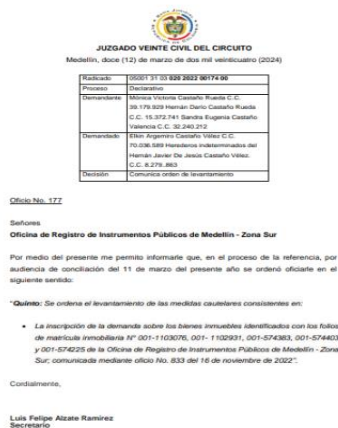 JUZGADO VEINTE CIVIL DEL CIRCUITO
Medellín, doce (12) de marzo de dos mil veinticuatro (2024)
Radicado 05001 31 03 020 2022 00174 00
Proceso Declarativo
Demandante Mónica Victoria Castaño Rueda C.C.
39.179.929 Hernán Darío Castaño Rueda
C.C. 15.372.741 Sandra Eugenia Castaño
Valencia C.C. 32.240.212
Demandado Elkin Argemiro Castaño Vélez C.C.
70.036.589 Herederos indeterminados del
Hernán Javier De Jesús Castaño Vélez.
C.C. 8.279..863
Decisión Comunica orden de levantamiento
Oficio No. 177
Señores
Oficina de Registro de Instrumentos Públicos de Medellín - Zona Sur
Por medio del presente me permito informarle que, en el proceso de la referencia, por
audiencia de conciliación del 11 de marzo del presente año se ordenó oficiarle en el
siguiente sentido:
"Quinto: Se ordena el levantamiento de las medidas cautelares consistentes en:
• La inscripción de la demanda sobre los bienes inmuebles identificados con los folios
de matrícula inmobiliaria N° 001-1103076, 001- 1102931, 001-574383, 001-574403
y 001-574225 de la Oficina de Registro de Instrumentos Públicos de Medellín - Zona
Sur; comunicada mediante oficio No. 833 del 16 de noviembre de 2022".
Cordialmente,
Luis Felipe Alzate Ramírez
Secretario